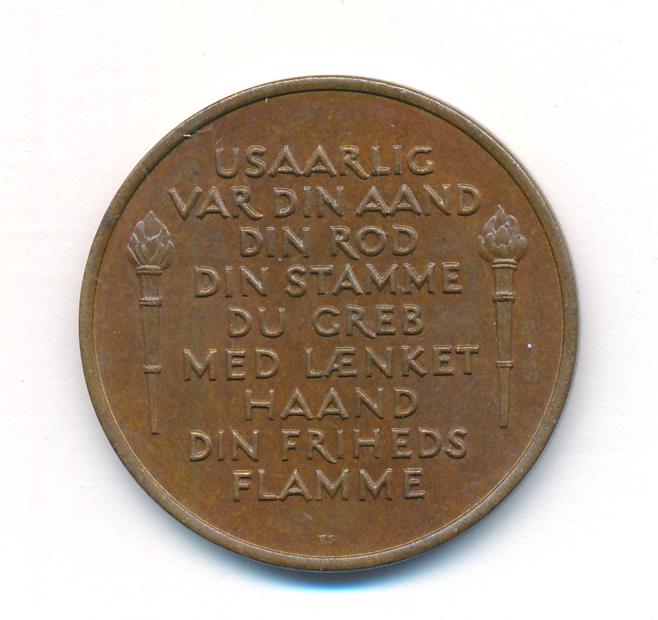 USAARLIG
VAR DIN AAND
DIN ROD
DIN STAMME
DU GREB
MED LÆNKET
HAAND
DIN FRIHEDS
FLAMME